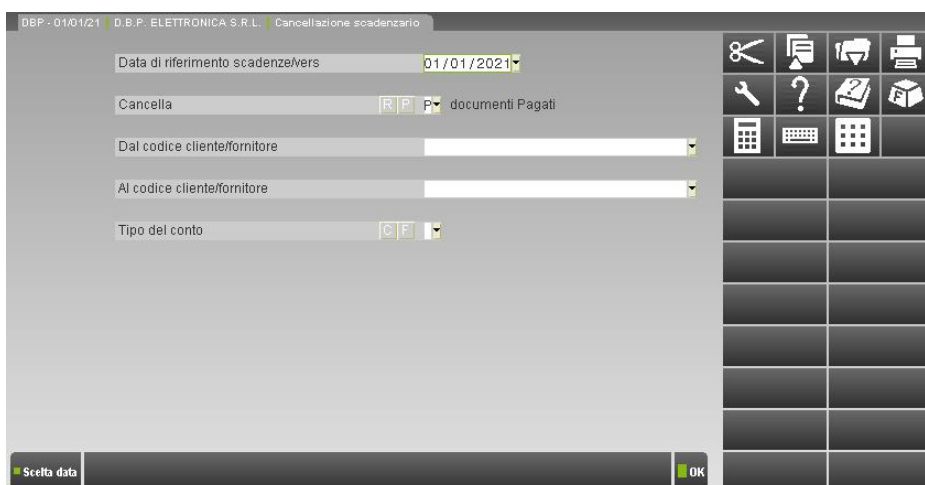 DBP - 01/01/21 D.B.P. ELETTRONICA S.R.L. Cancellazione scadenzario
Data di riferimento scadenze/vers 01/01/2021
Cancella R P P documenti Pagati
Dal codice cliente/fornitore
Al codice cliente/fornitore
Tipo del conto C F
Scelta data OK